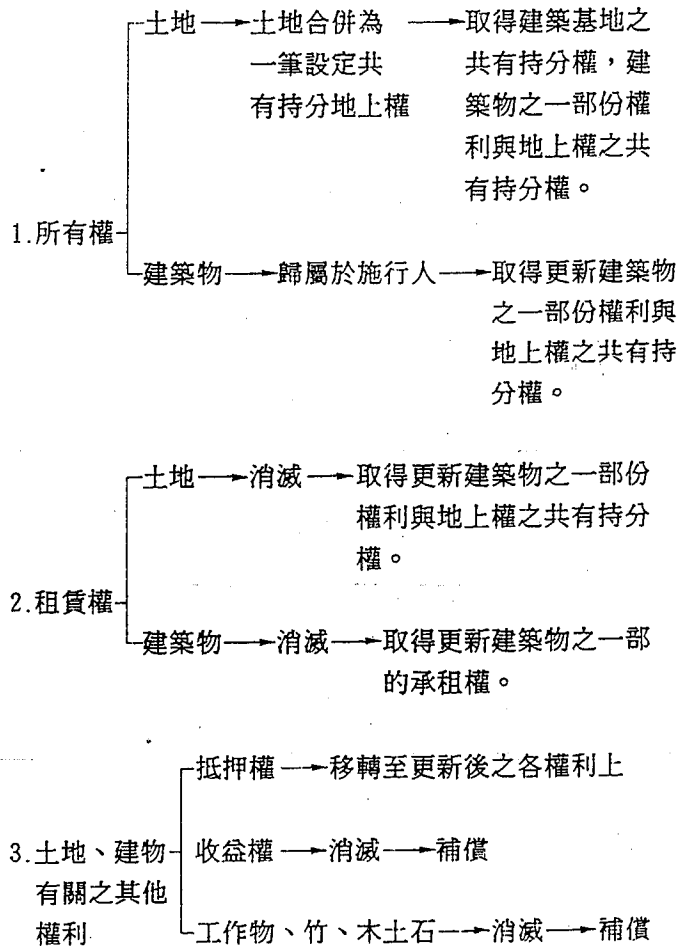 土地→土地合併為→取得建築基地之
一筆設定共 共有持分權，建
有持分地上權 築物之一部份權
利與地上權之共
有持分權。
1.所有權
建築物→歸屬於施行人→取得更新建築物
之一部份權利與
地上權之共有持
分權。
土地→消滅→取得更新建築物之一部份
權利與地上權之共有持分
權。
2.租賃權
建築物→消滅→取得更新建築物之一部
的承租權。
抵押權→移轉至更新後之各權利上
3.土地、建物 收益權→消滅→補償
有關之其他
權利 工作物、竹、木土石→消滅→補償